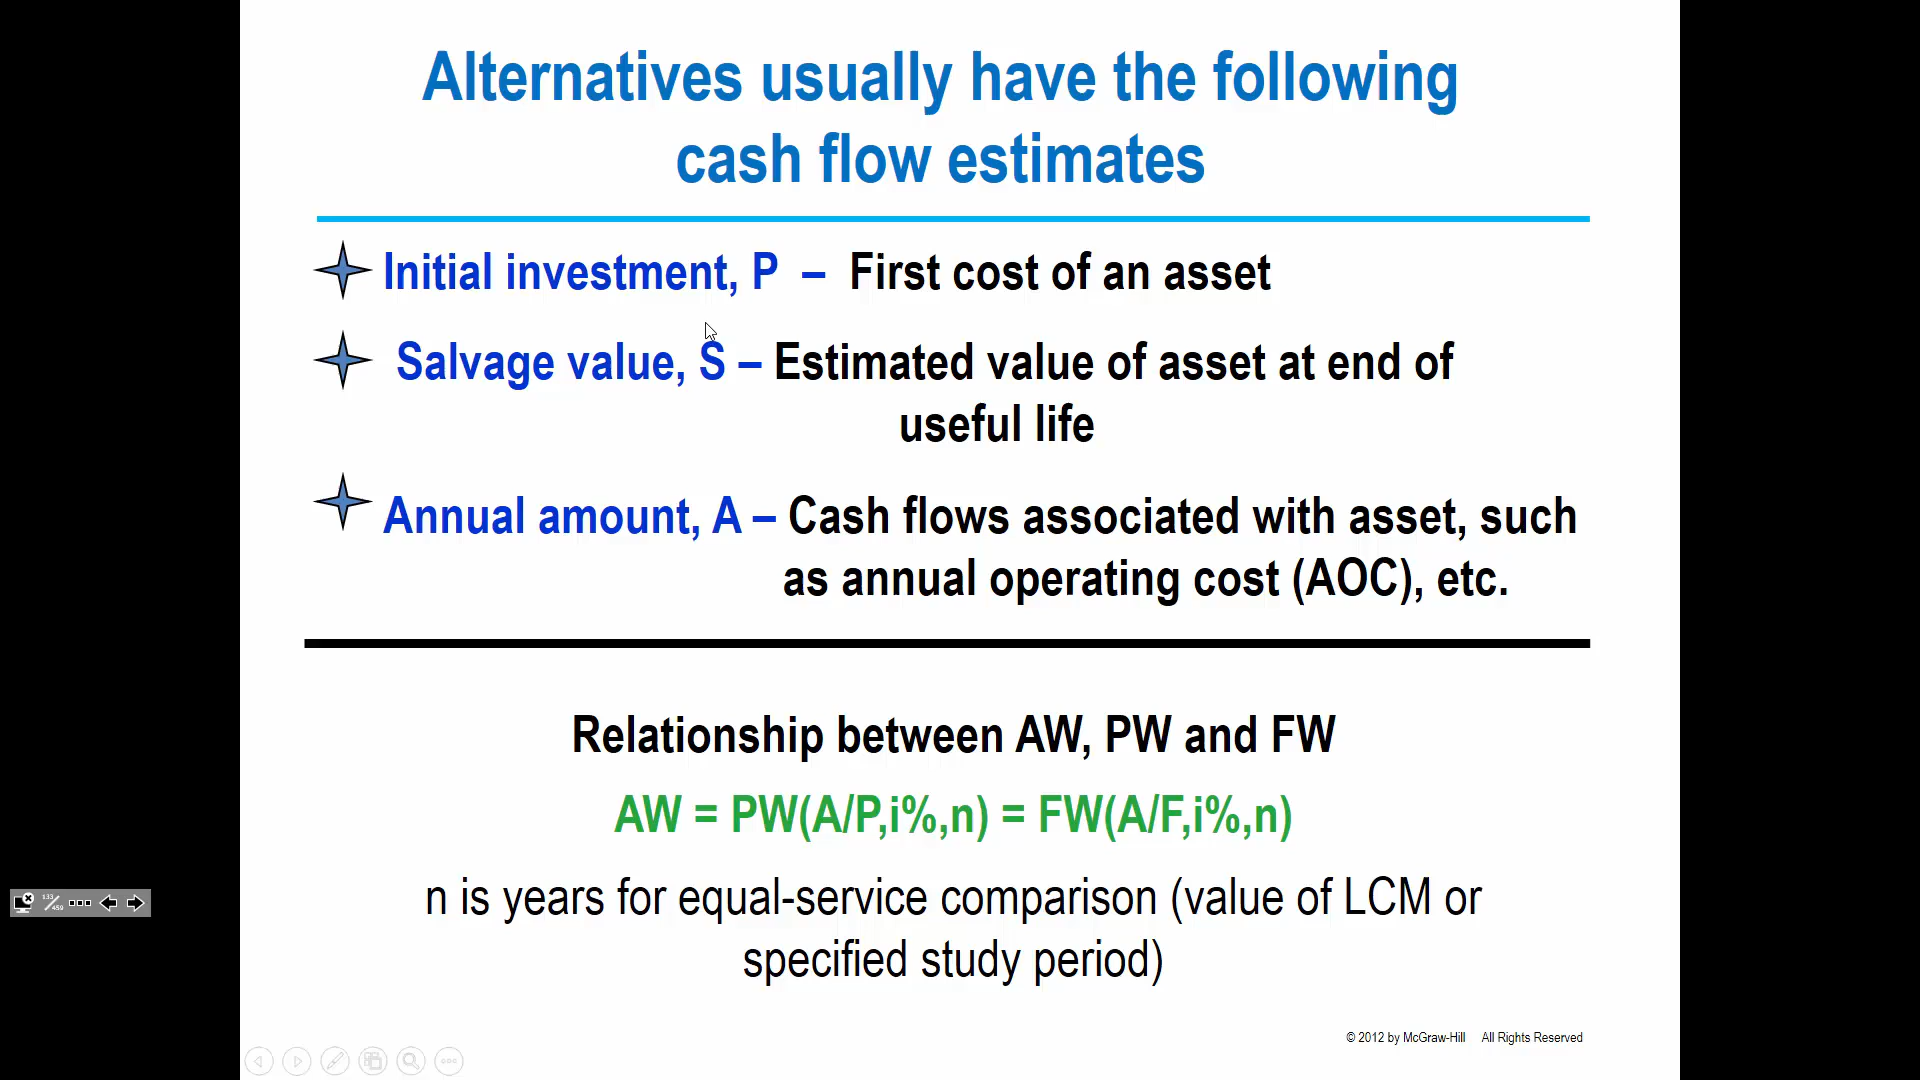 Alternatives usually have the following
cash flow estimates
Initial investment, P – First cost of an asset
Salvage value, S – Estimated value of asset at end of
useful life
Annual amount, A – Cash flows associated with asset, such
as annual operating cost (AOC), etc.
Relationship between AW, PW and FW
AW = PW(A/P,i%,n) = FW(A/F,i%,n)
n is years for equal-service comparison (value of LCM or
specified study period)
133/459
© 2012 by McGraw-Hill All Rights Reserved